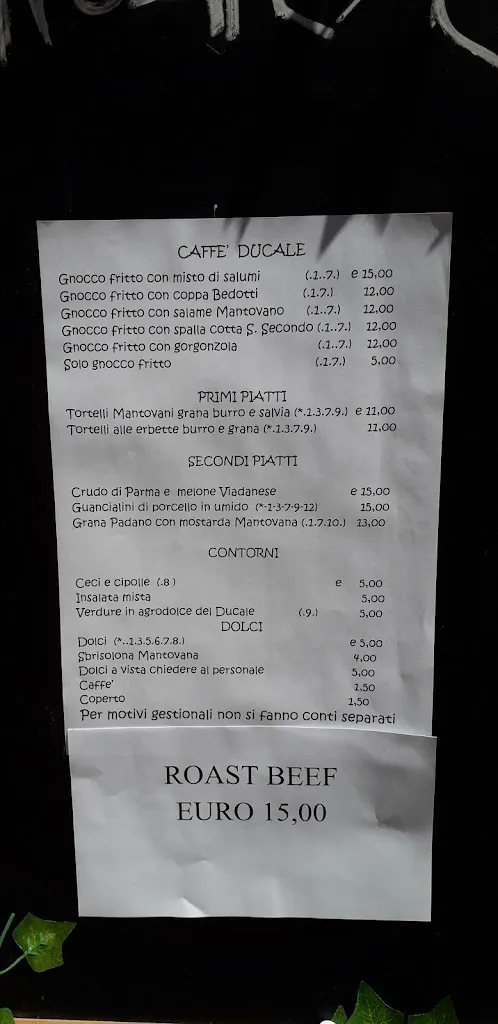 CAFFE' DUCALE
Gnocco fritto con misto di salumi (.1..7.) e 15,00
Gnocco fritto con coppa Bedotti (.1.7.) 12,00
Gnocco fritto con salame Mantovano (.1..7.) 12,00
Gnocco fritto con spalla cotta S. Secondo (.1..7.) 12,00
Gnocco fritto con gorgonzola (.1..7.) 12,00
Solo gnocco fritto (.1.7.) 5,00
PRIMI PIATTI
Tortelli Mantovani grana burro e salvia (*.1.3.7.9.) e 11,00
Tortelli alle erbette burro e grana (*.1.3.7.9.) 11,00
SECONDI PIATTI
Crudo di Parma e melone Viadanese e 15,00
Guancialini di porcello in umido (*-1-3-7-9-12) 15,00
Grana Padano con mostarda Mantovana (.1.7.10.) 13,00
CONTORNI
Ceci e cipolle (.8 ) e 5,00
Insalata mista 5,00
Verdure in agrodolce del Ducale (.9.) 5,00
DOLCI
Dolci (*..1.3.5.6.7.8.) e 5,00
Sbrisolona Mantovana 4,00
Dolci a vista chiedere al personale 5,00
Caffe' 1,50
Coperto 1,50
Per motivi gestionali non si fanno conti separati
ROAST BEEF
EURO 15,00